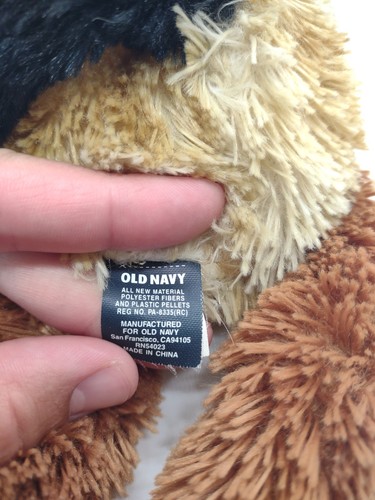 OLD NAVY
ALL NEW MATERIAL
POLYESTER FIBERS
AND PLASTIC PELLETS
REG NO. PA-8335(RC)
MANUFACTURED
FOR OLD NAVY
San Francisco, CA94105
RN54023
MADE IN CHINA